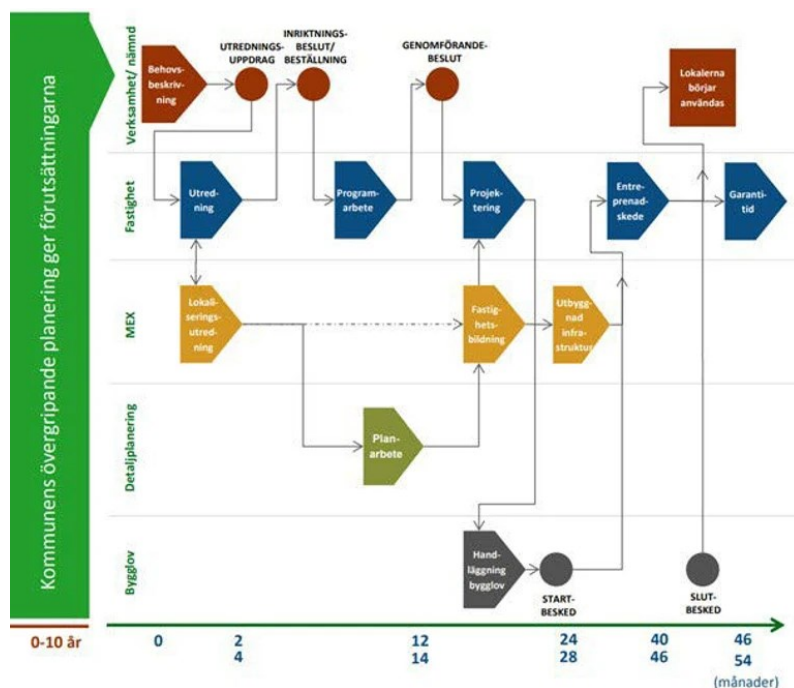 Kommunens övergripande planering ger förutsättningarna
0-10 år
Verksamhet/ nämnd
Behovs-
beskriv-
ning
UTREDNINGS-
UPPDRAG
INRIKTNINGS-
BESLUT/
BESTÄLLNING
GENOMFÖRANDE-
BESLUT
Lokalerna
börjar
användas
Fastighet
Utred-
ning
Program-
arbete
Projek-
tering
Entre-
prenad-
skede
Garanti-
tid
MEX
Lokali-
serings-
utred-
ning
Fastig-
hets-
bildning
Utbygg-
nad
infra-
struktur
Detaljplanering
Plan-
arbete
Bygglov
Hand-
läggning
bygglov
START-
BESKED
SLUT-
BESKED
0 2 12 24 40 46
4 14 28 46 54
(månader)